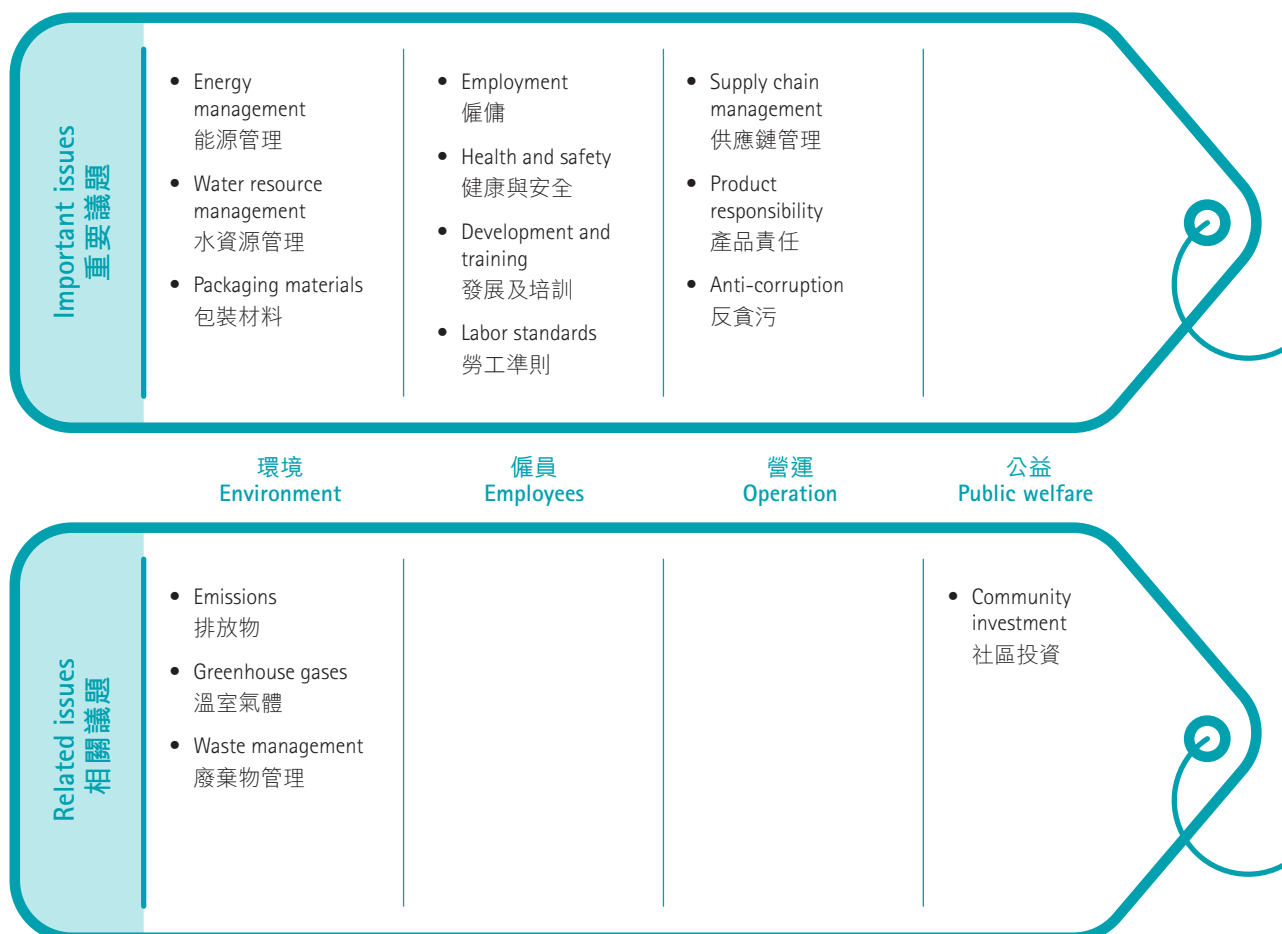 Important issues
重要議題
• Energy
management
能源管理
• Water resource
management
水資源管理
• Packaging materials
包裝材料
• Employment
僱傭
• Health and safety
健康與安全
• Development and
training
發展及培訓
• Labor standards
勞工準則
• Supply chain
management
供應鏈管理
• Product
responsibility
產品責任
• Anti-corruption
反貪污
環境
Environment
僱員
Employees
營運
Operation
公益
Public welfare
Related issues
相關議題
• Emissions
排放物
• Greenhouse gases
溫室氣體
• Waste management
廢棄物管理
• Community
investment
社區投資